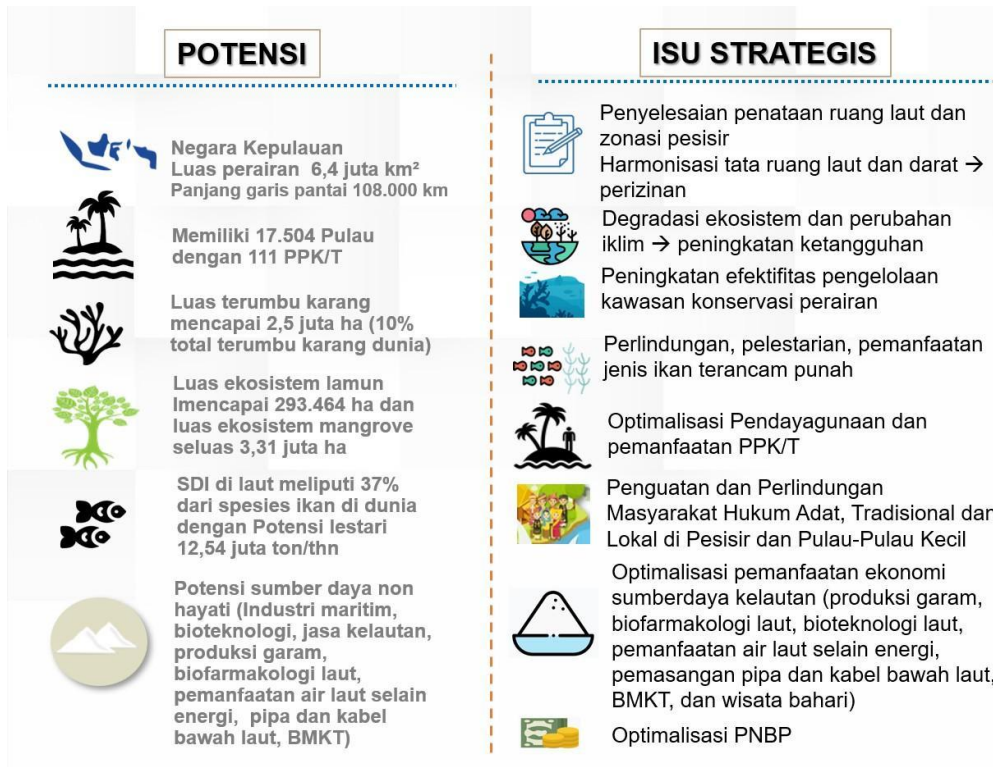 POTENSI
Negara Kepulauan
Luas perairan 6,4 juta km²
Panjang garis pantai 108.000 km
Memiliki 17.504 Pulau
dengan 111 PPK/T
Luas terumbu karang
mencapai 2,5 juta ha (10%
total terumbu karang dunia)
Luas ekosistem lamun
lmencapai 293.464 ha dan
luas ekosistem mangrove
seluas 3,31 juta ha
SDI di laut meliputi 37%
dari spesies ikan di dunia
dengan Potensi lestari
12,54 juta ton/thn
Potensi sumber daya non
hayati (Industri maritim,
bioteknologi, jasa kelautan,
produksi garam,
biofarmakologi laut,
pemanfaatan air laut selain
energi, pipa dan kabel
bawah laut, BMKT)
ISU STRATEGIS
Penyelesaian penataan ruang laut dan
zonasi pesisir
Harmonisasi tata ruang laut dan darat →
perizinan
Degradasi ekosistem dan perubahan
iklim → peningkatan ketangguhan
Peningkatan efektifitas pengelolaan
kawasan konservasi perairan
Perlindungan, pelestarian, pemanfaatan
jenis ikan terancam punah
Optimalisasi Pendayagunaan dan
pemanfaatan PPK/T
Penguatan dan Perlindungan
Masyarakat Hukum Adat, Tradisional dan
Lokal di Pesisir dan Pulau-Pulau Kecil
Optimalisasi pemanfaatan ekonomi
sumberdaya kelautan (produksi garam,
biofarmakologi laut, bioteknologi laut,
pemanfaatan air laut selain energi,
pemasangan pipa dan kabel bawah laut,
BMKT, dan wisata bahari)
Optimalisasi PNBP